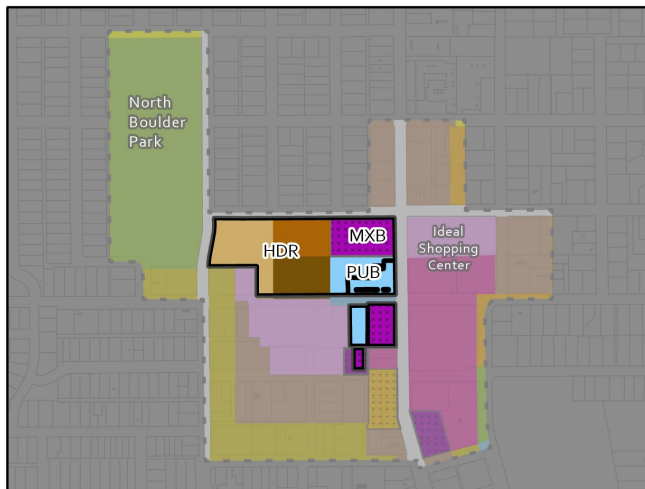 North
Boulder
Park
MXB
HDR
Ideal
Shopping
Center
PUB